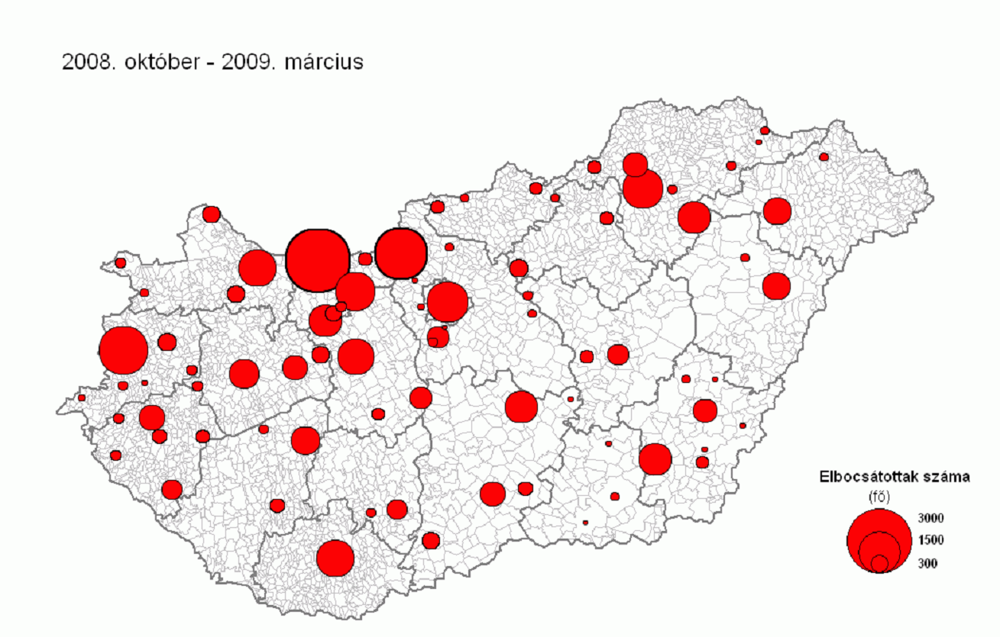 2008. október - 2009. március
Elbocsátottak száma
(fő)
3000
1500
300